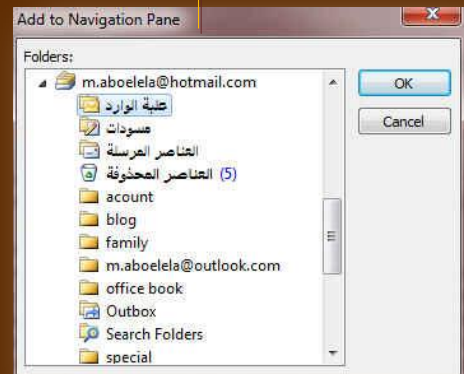 Add to Navigation Pane
Folders:
m.aboelela@hotmail.com
علبة الوارد
مسودات
العناصر المرسلة
العناصر المحذوفة (5)
acount
blog
family
m.aboelela@outlook.com
office book
Outbox
Search Folders
special
OK
Cancel